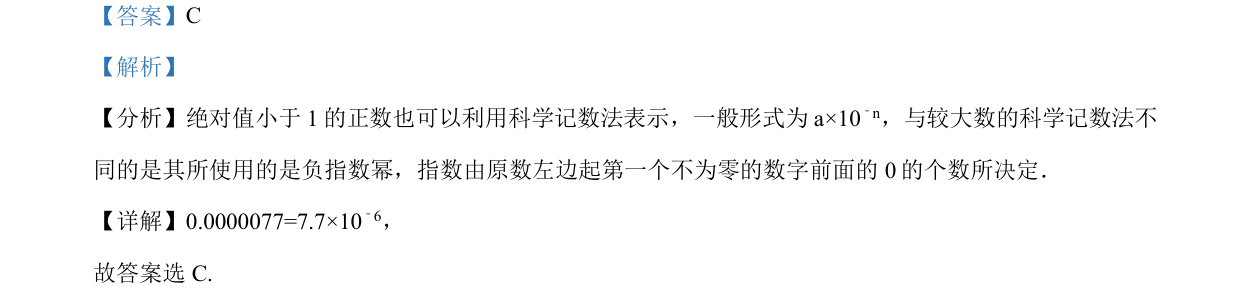 【答案】C
【解析】
【分析】绝对值小于 1 的正数也可以利用科学记数法表示，一般形式为 a×10⁻ⁿ，与较大数的科学记数法不
同的是其所使用的是负指数幂，指数由原数左边起第一个不为零的数字前面的 0 的个数所决定．
【详解】0.0000077=7.7×10⁻⁶，
故答案选 C.